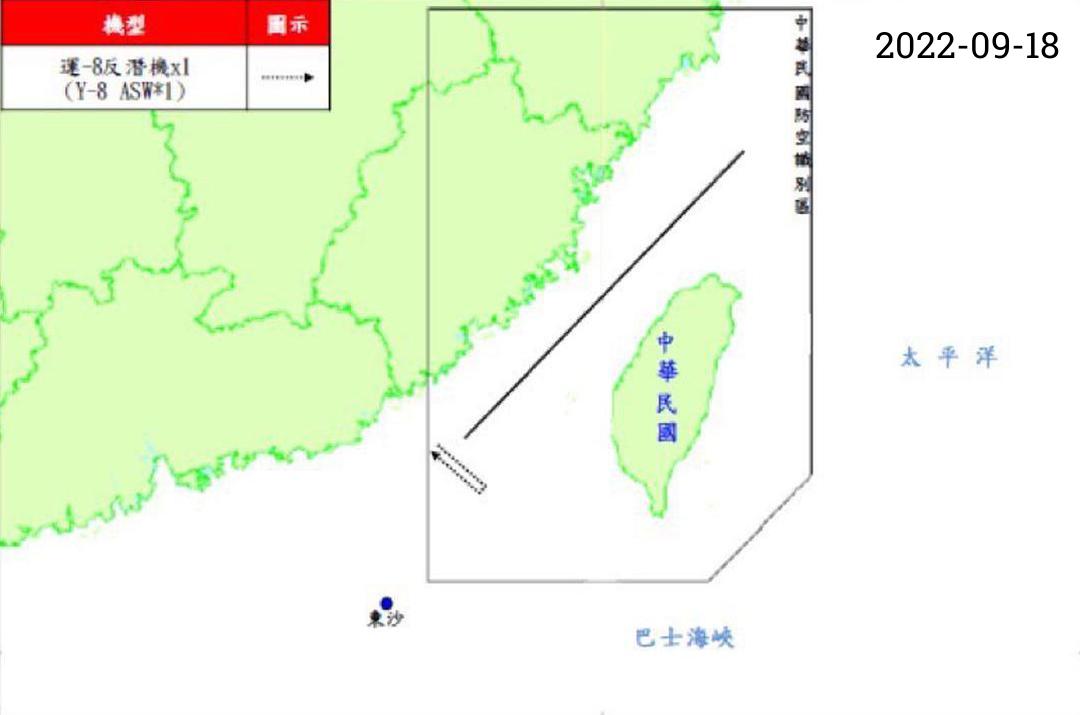 機型
圖示
運-8反潛機x1
(Y-8 ASW*1)
2022-09-18
中華民國防空識別區
中華民國
太平洋
東沙
巴士海峽